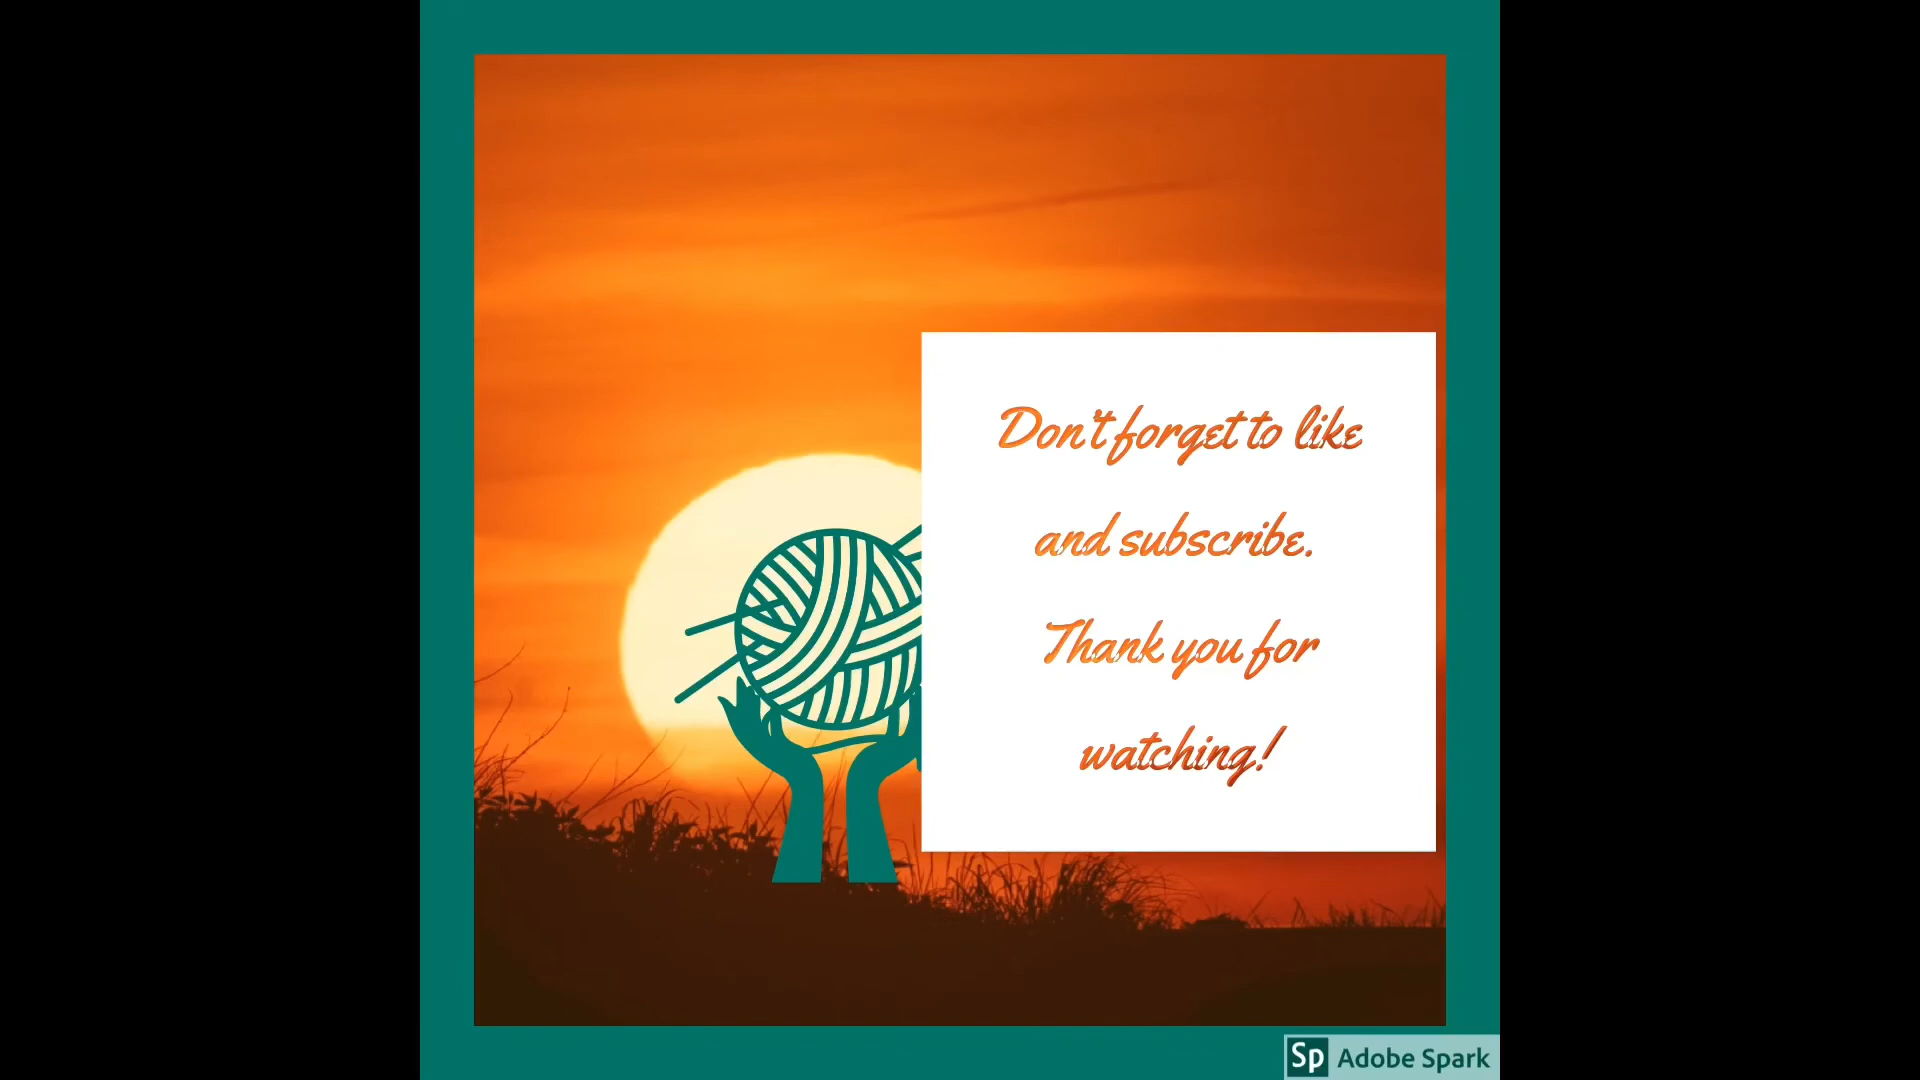 Don't forget to like
and subscribe.
Thank you for
watching!
Sp Adobe Spark